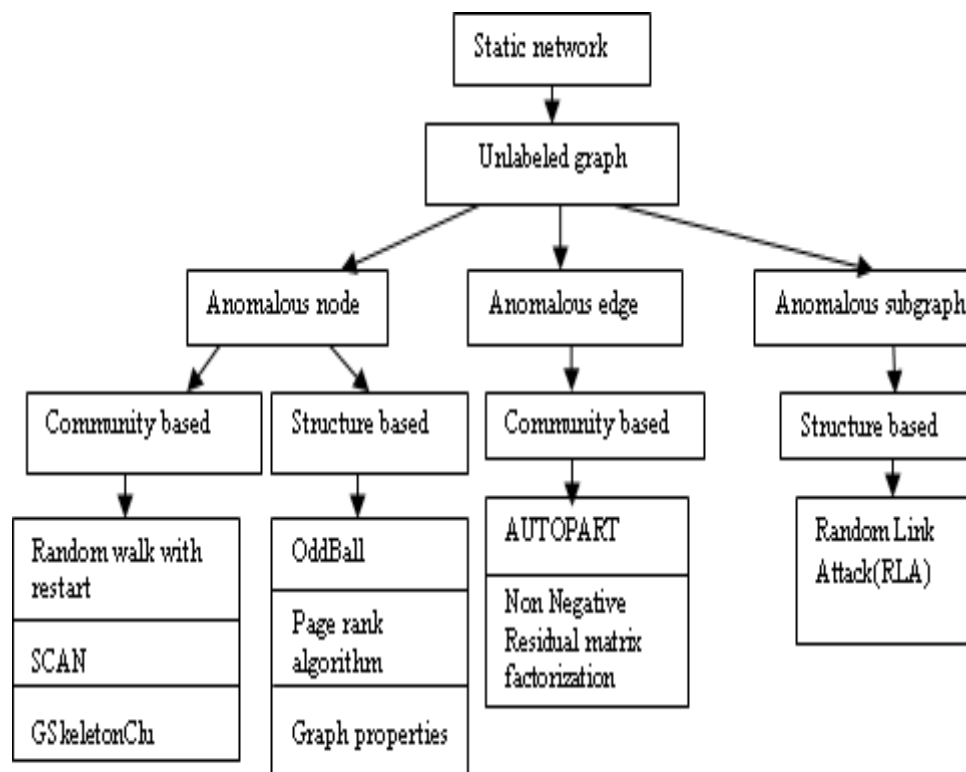 Static network
Unlabeled graph
Anomalous node
Anomalous edge
Anomalous subgraph
Community based
Structure based
Community based
Structure based
Random walk with
restart
SCAN
GSkeletonClu
OddBall
Page rank
algorithm
Graph properties
AUTOPART
Non Negative
Residual matrix
factorization
Random Link
Attack(RLA)